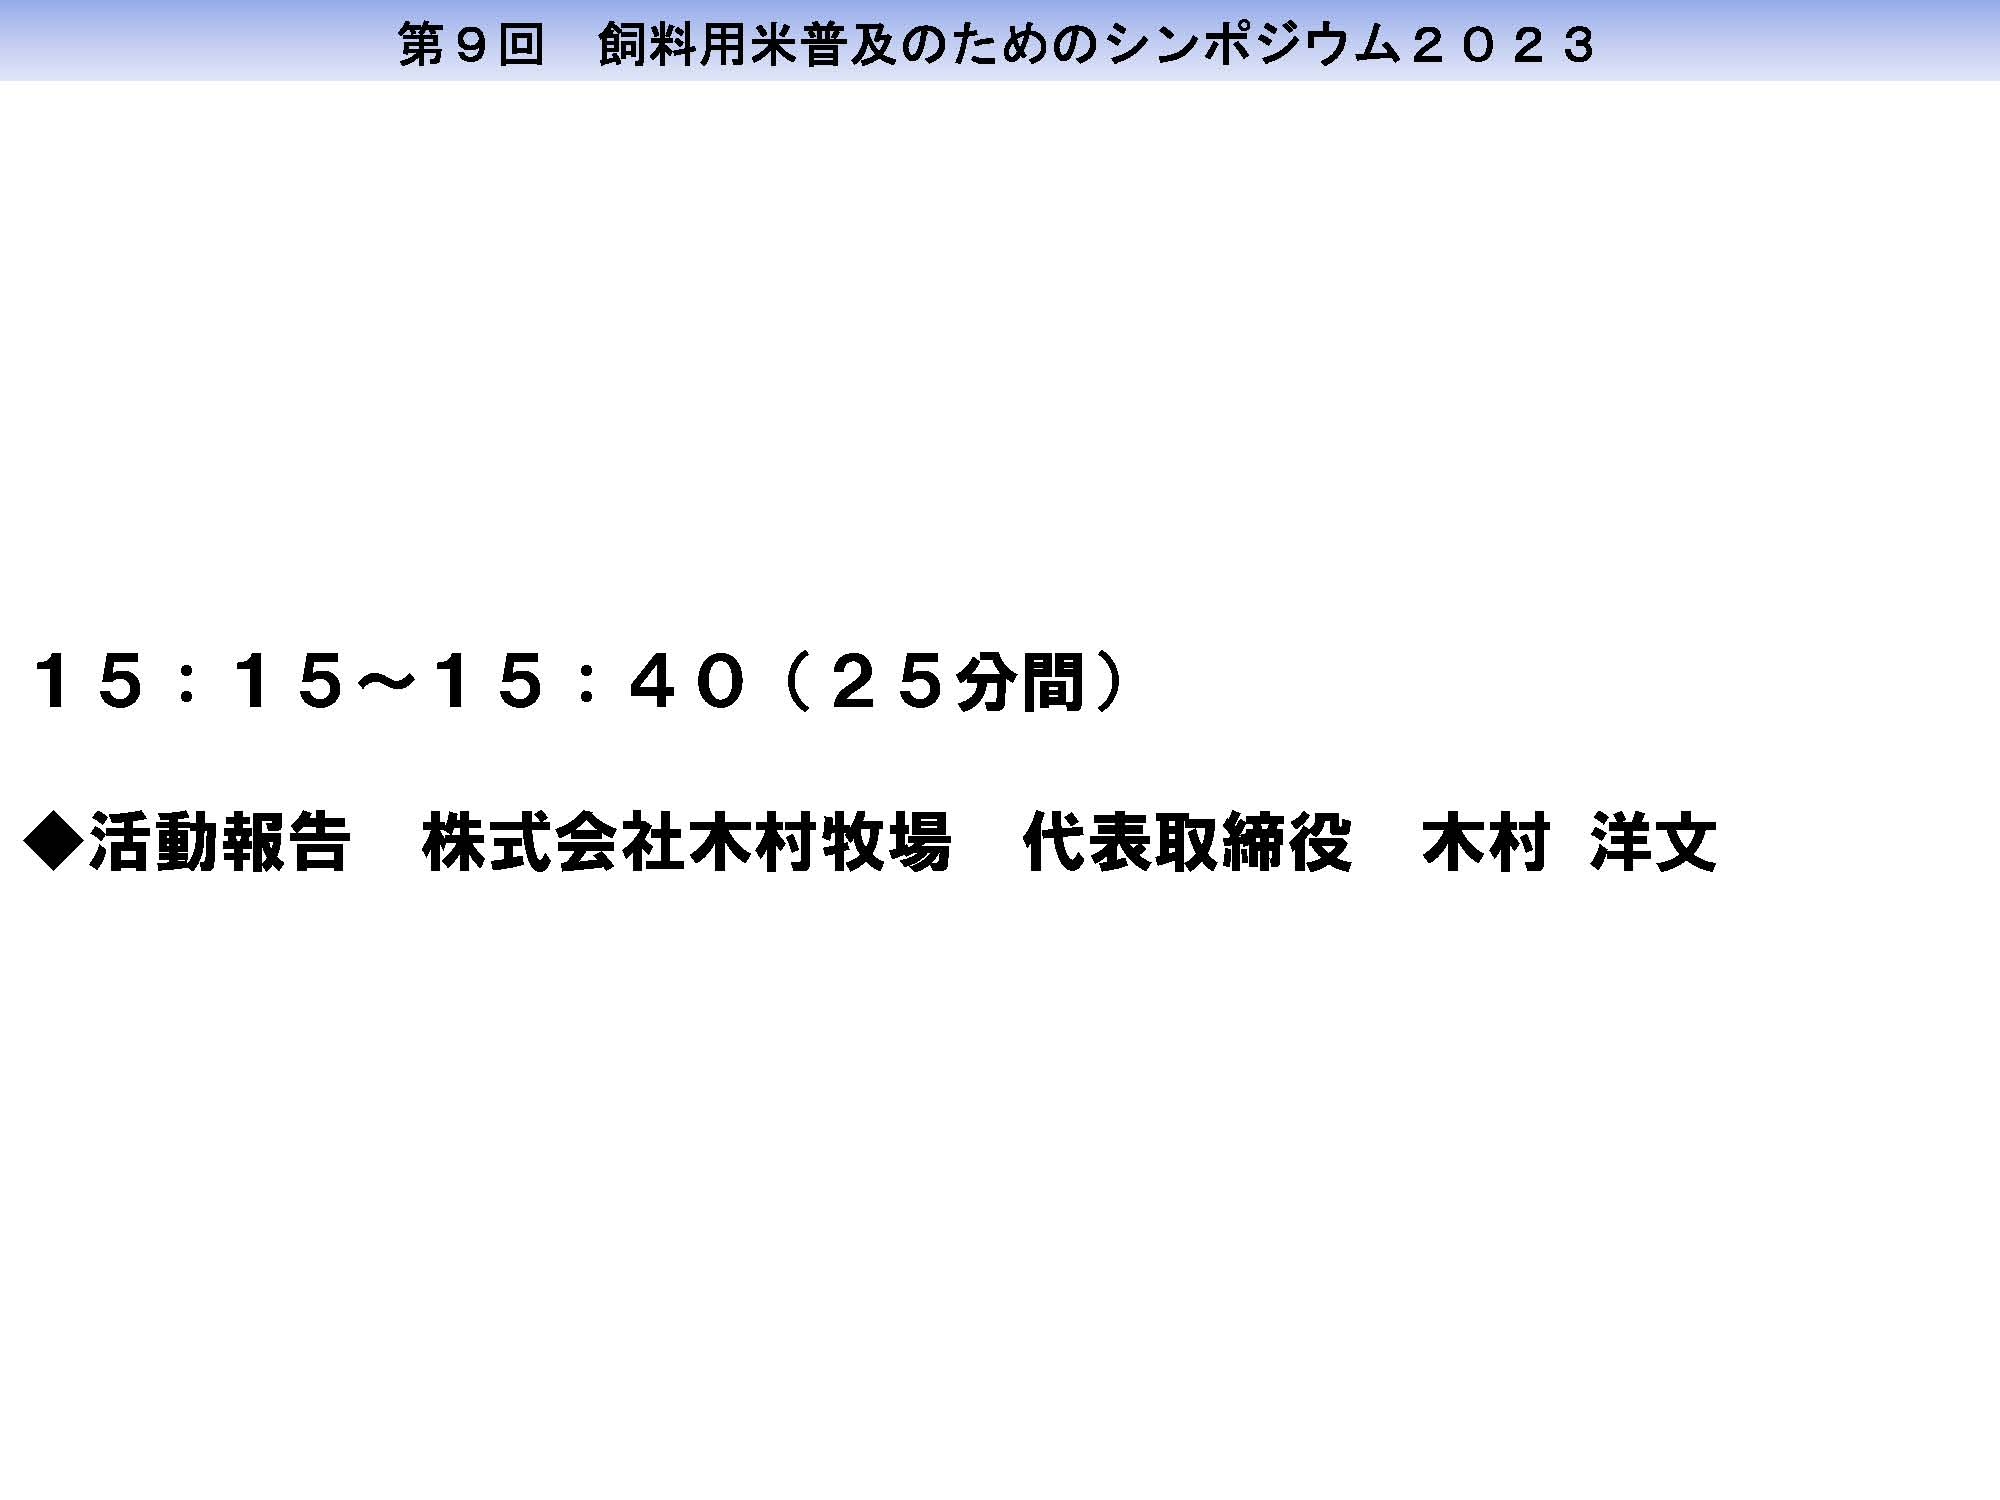 第９回　飼料用米普及のためのシンポジウム２０２３
１５：１５～１５：４０（２５分間）
◆活動報告　株式会社木村牧場　代表取締役　木村 洋文